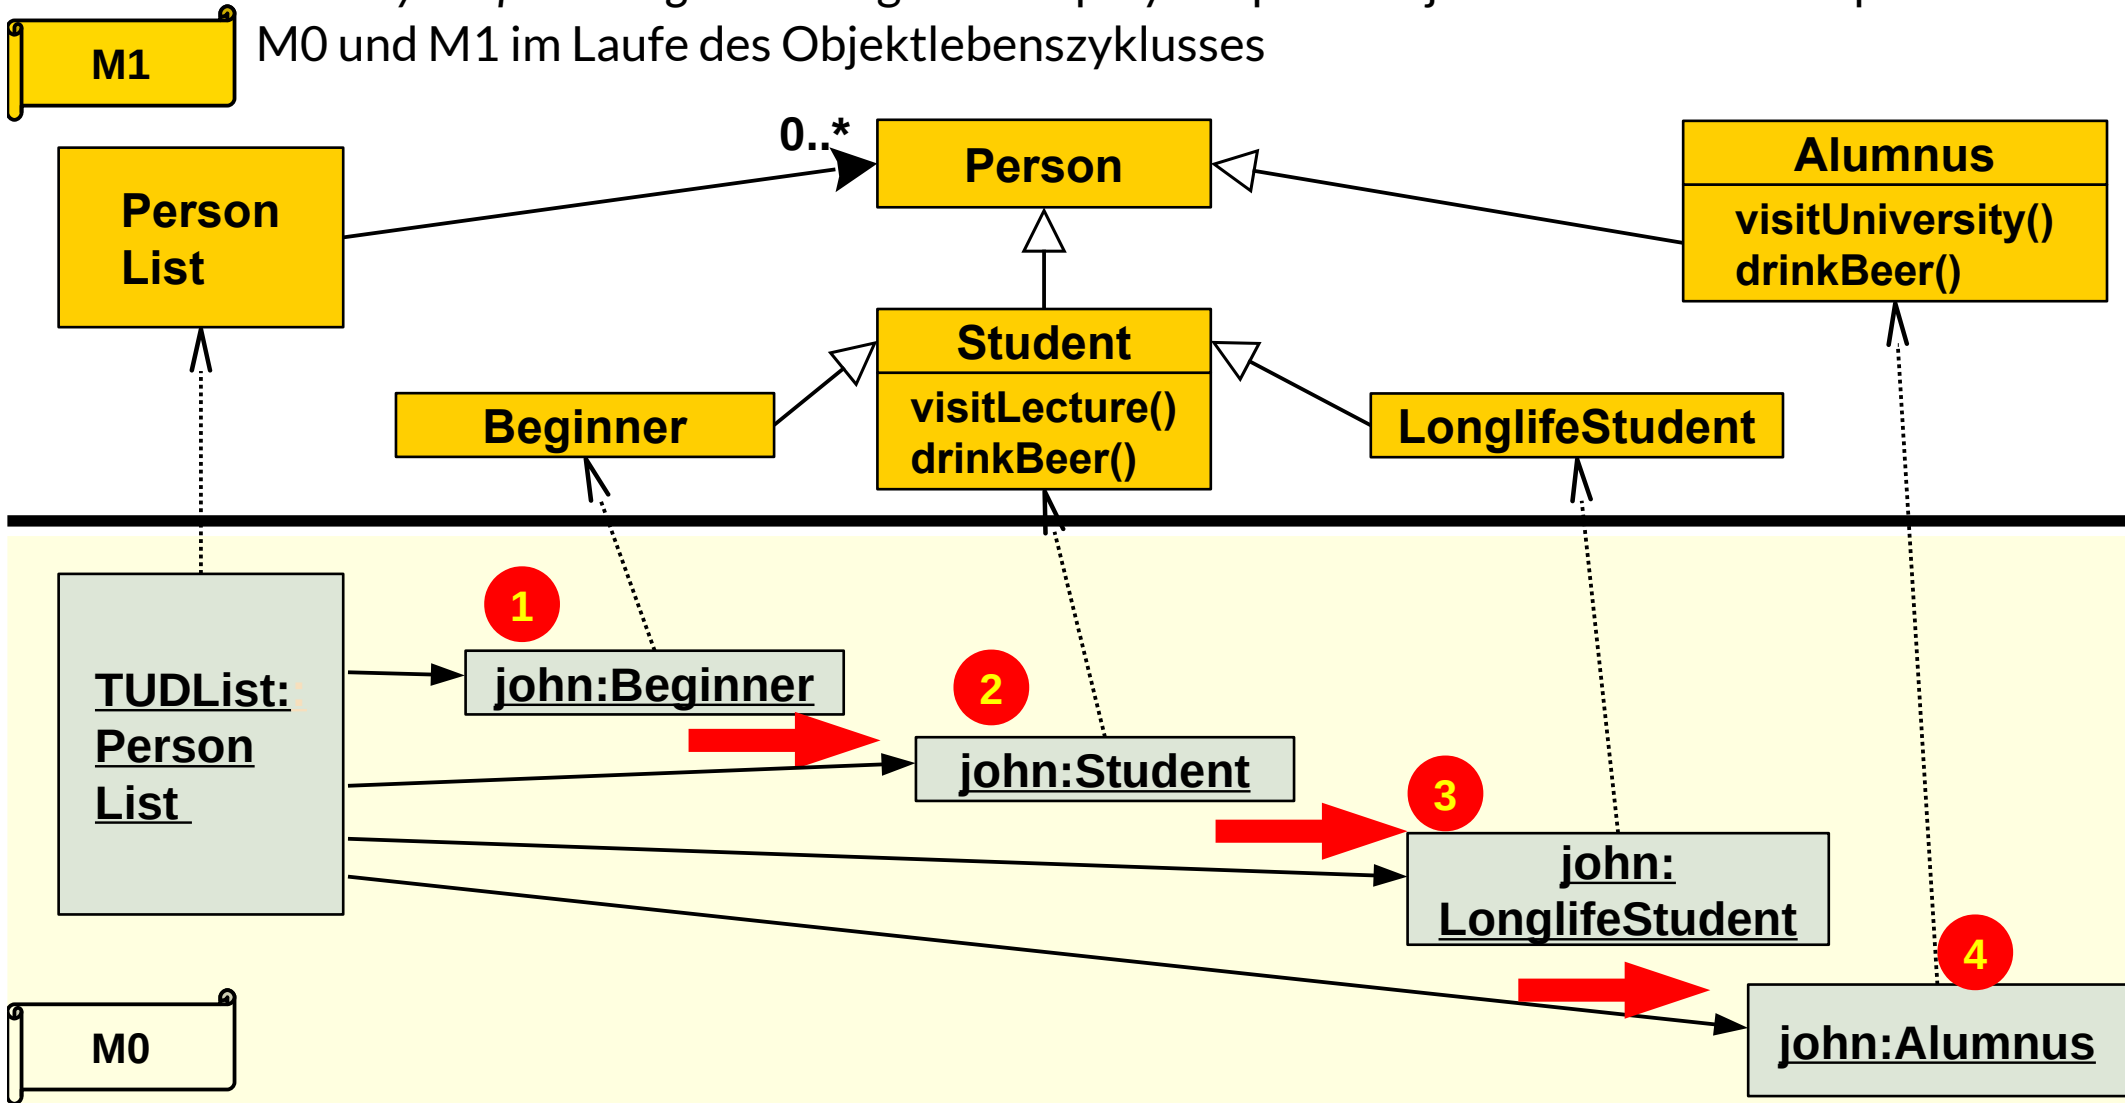 M1
M0 und M1 im Laufe des Objektlebenszyklusses
0..*
Person
List
Person
Alumnus
visitUniversity()
drinkBeer()
Student
visitLecture()
drinkBeer()
Beginner
LonglifeStudent
TUDList:
Person
List
1
john:Beginner
2
john:Student
3
john:
LonglifeStudent
4
john:Alumnus
M0